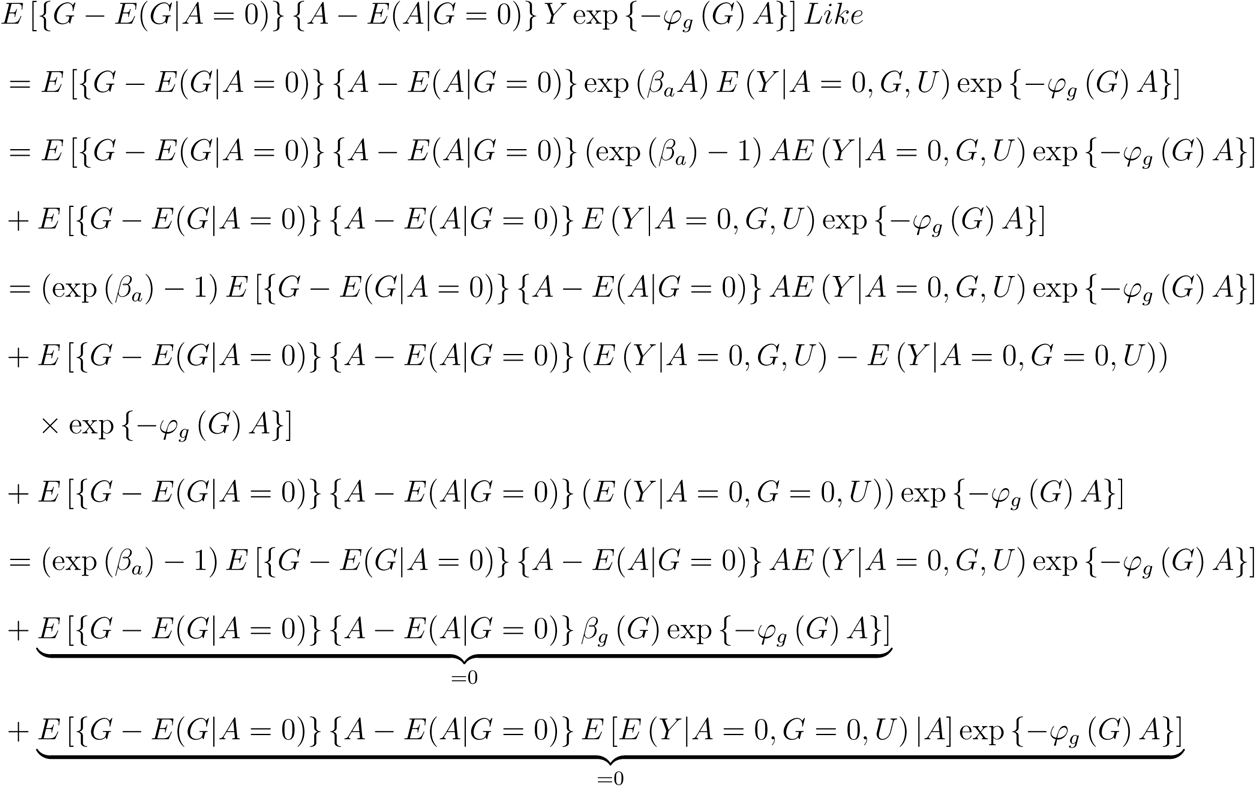 E [{G − E(G|A = 0)} {A − E(A|G = 0)} Y exp {−φ_g (G) A}] Like
= E [{G − E(G|A = 0)} {A − E(A|G = 0)} exp (β_a A) E (Y|A = 0, G, U) exp {−φ_g (G) A}]
= E [{G − E(G|A = 0)} {A − E(A|G = 0)} (exp (β_a) − 1) AE (Y|A = 0, G, U) exp {−φ_g (G) A}]
+ E [{G − E(G|A = 0)} {A − E(A|G = 0)} E (Y|A = 0, G, U) exp {−φ_g (G) A}]
= (exp (β_a) − 1) E [{G − E(G|A = 0)} {A − E(A|G = 0)} AE (Y|A = 0, G, U) exp {−φ_g (G) A}]
+ E [{G − E(G|A = 0)} {A − E(A|G = 0)} (E (Y|A = 0, G, U) − E (Y|A = 0, G = 0, U))
× exp {−φ_g (G) A}]
+ E [{G − E(G|A = 0)} {A − E(A|G = 0)} (E (Y|A = 0, G = 0, U)) exp {−φ_g (G) A}]
= (exp (β_a) − 1) E [{G − E(G|A = 0)} {A − E(A|G = 0)} AE (Y|A = 0, G, U) exp {−φ_g (G) A}]
+ E [{G − E(G|A = 0)} {A − E(A|G = 0)} β_g (G) exp {−φ_g (G) A}]
=0
+ E [{G − E(G|A = 0)} {A − E(A|G = 0)} E [E (Y|A = 0, G = 0, U) |A] exp {−φ_g (G) A}]
=0